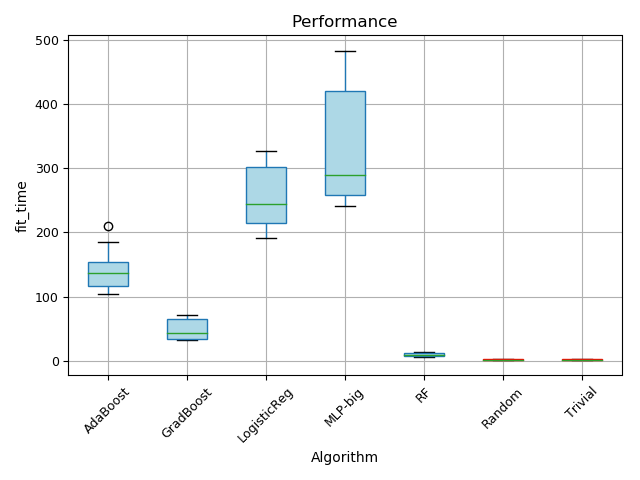 Performance
500
400
300
200
100
0
fit_time
AdaBoost
GradBoost
LogisticReg
MLP-big
RF
Random
Trivial
Algorithm